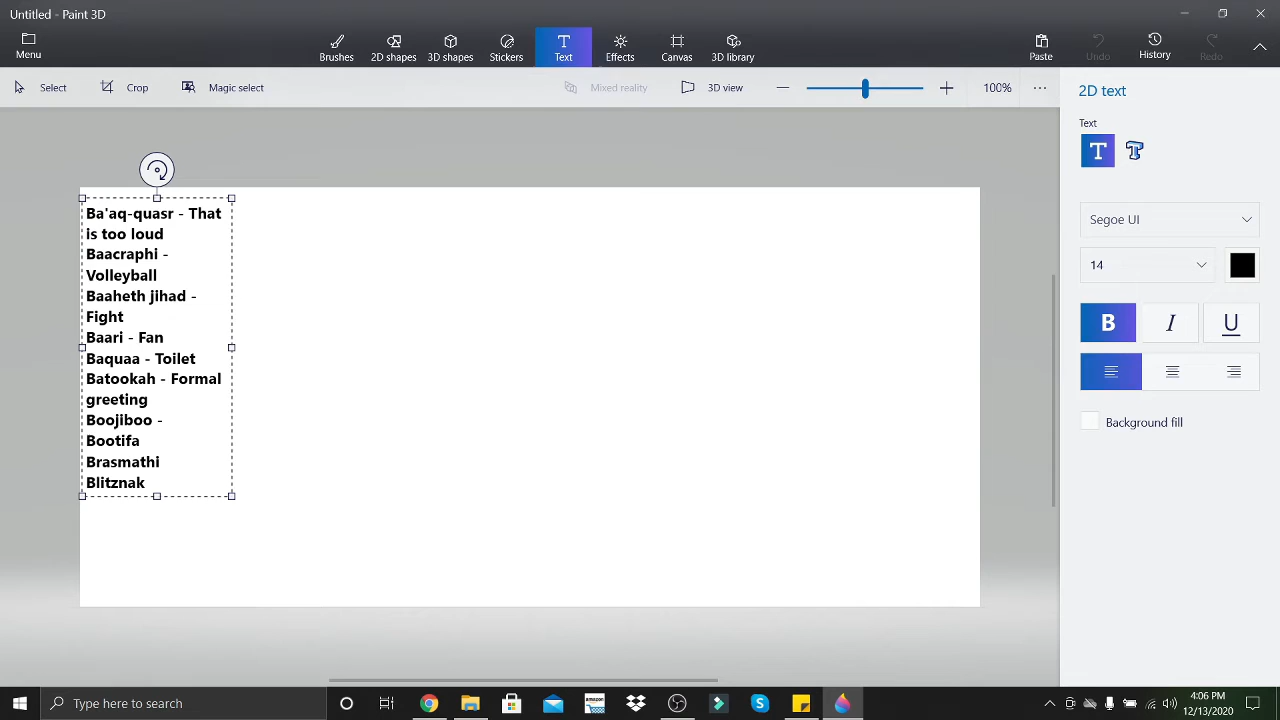 Untitled - Paint 3D
Menu
Brushes
2D shapes
3D shapes
Stickers
Text
Effects
Canvas
3D library
Paste
Undo
History
Redo
Select
Crop
Magic select
Mixed reality
3D view
100%
2D text
Text
Segoe UI
14
B I U
Background fill
Ba'aq-quasr - That
is too loud
Baacraphi -
Volleyball
Baaheth jihad -
Fight
Baari - Fan
Baquaa - Toilet
Batookah - Formal
greeting
Boojiboo -
Bootifa
Brasmathi
Blitznak
Type here to search
amazon
4:06 PM
12/13/2020